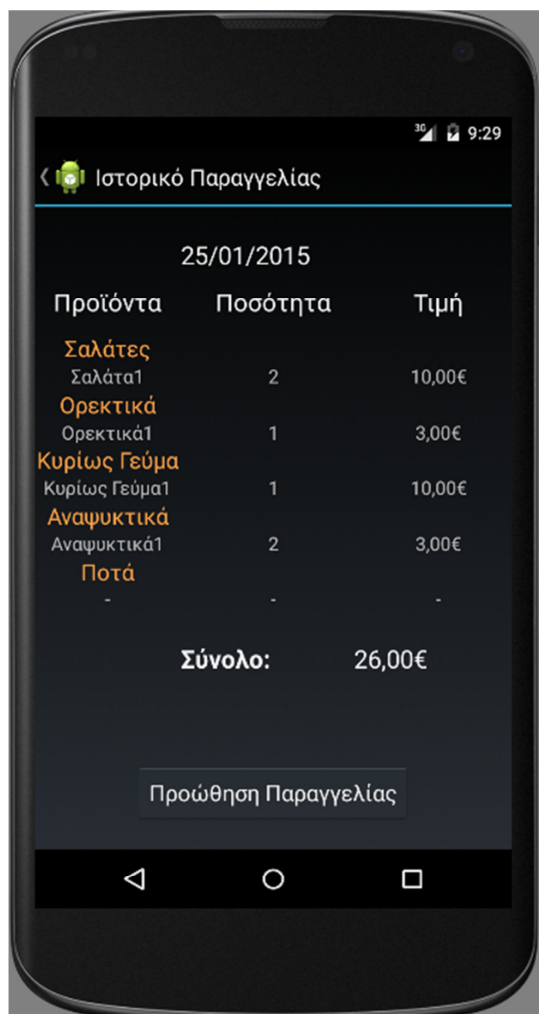 3G 9:29
Ιστορικό Παραγγελίας
25/01/2015
Προϊόντα Ποσότητα Τιμή
Σαλάτες
Σαλάτα1 2 10,00€
Ορεκτικά
Ορεκτικά1 1 3,00€
Κυρίως Γεύμα
Κυρίως Γεύμα1 1 10,00€
Αναψυκτικά
Αναψυκτικά1 2 3,00€
Ποτά
- - -
Σύνολο: 26,00€
Προώθηση Παραγγελίας